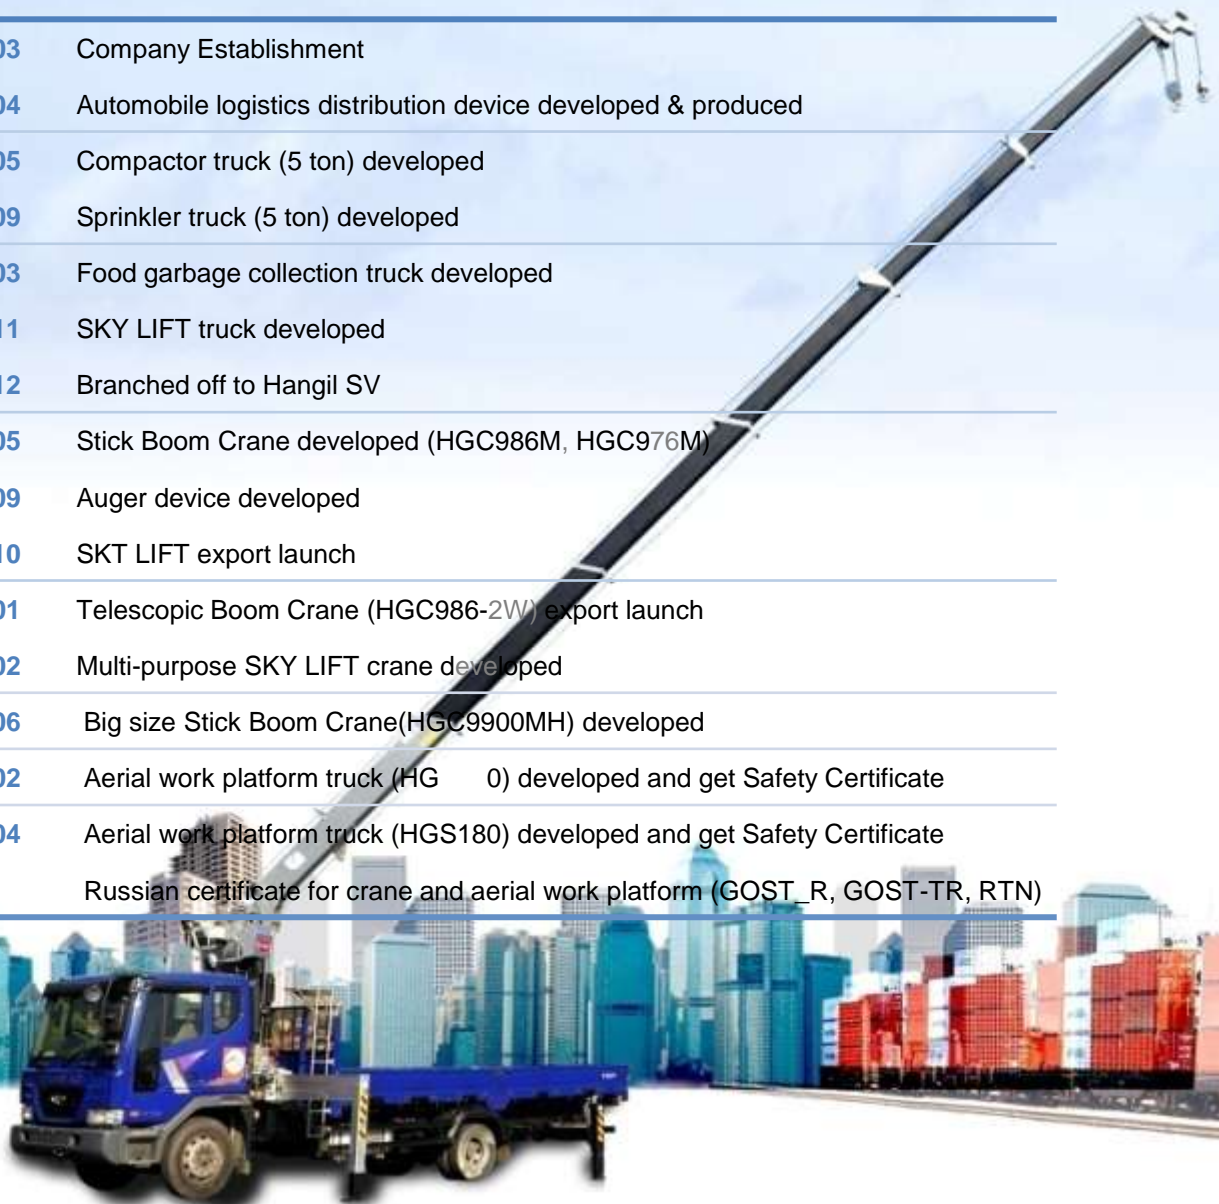 03 Company Establishment
04 Automobile logistics distribution device developed & produced
05 Compactor truck (5 ton) developed
09 Sprinkler truck (5 ton) developed
03 Food garbage collection truck developed
11 SKY LIFT truck developed
12 Branched off to Hangil SV
05 Stick Boom Crane developed (HGC986M, HGC976M)
09 Auger device developed
10 SKT LIFT export launch
01 Telescopic Boom Crane (HGC986-2W) export launch
02 Multi-purpose SKY LIFT crane developed
06 Big size Stick Boom Crane(HGC9900MH) developed
02 Aerial work platform truck (HG 0) developed and get Safety Certificate
04 Aerial work platform truck (HGS180) developed and get Safety Certificate
Russian certificate for crane and aerial work platform (GOST_R, GOST-TR, RTN)